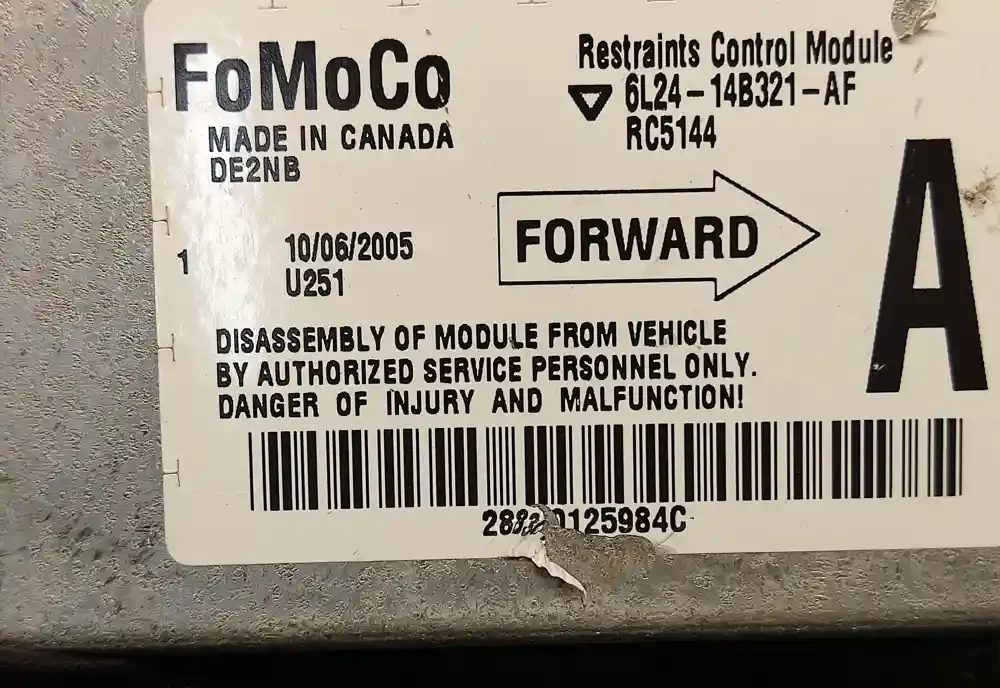 FoMoCo
MADE IN CANADA
DE2NB
Restraints Control Module
6L24-14B321-AF
RC5144
FORWARD
A
1
10/06/2005
U251
DISASSEMBLY OF MODULE FROM VEHICLE
BY AUTHORIZED SERVICE PERSONNEL ONLY.
DANGER OF INJURY AND MALFUNCTION!